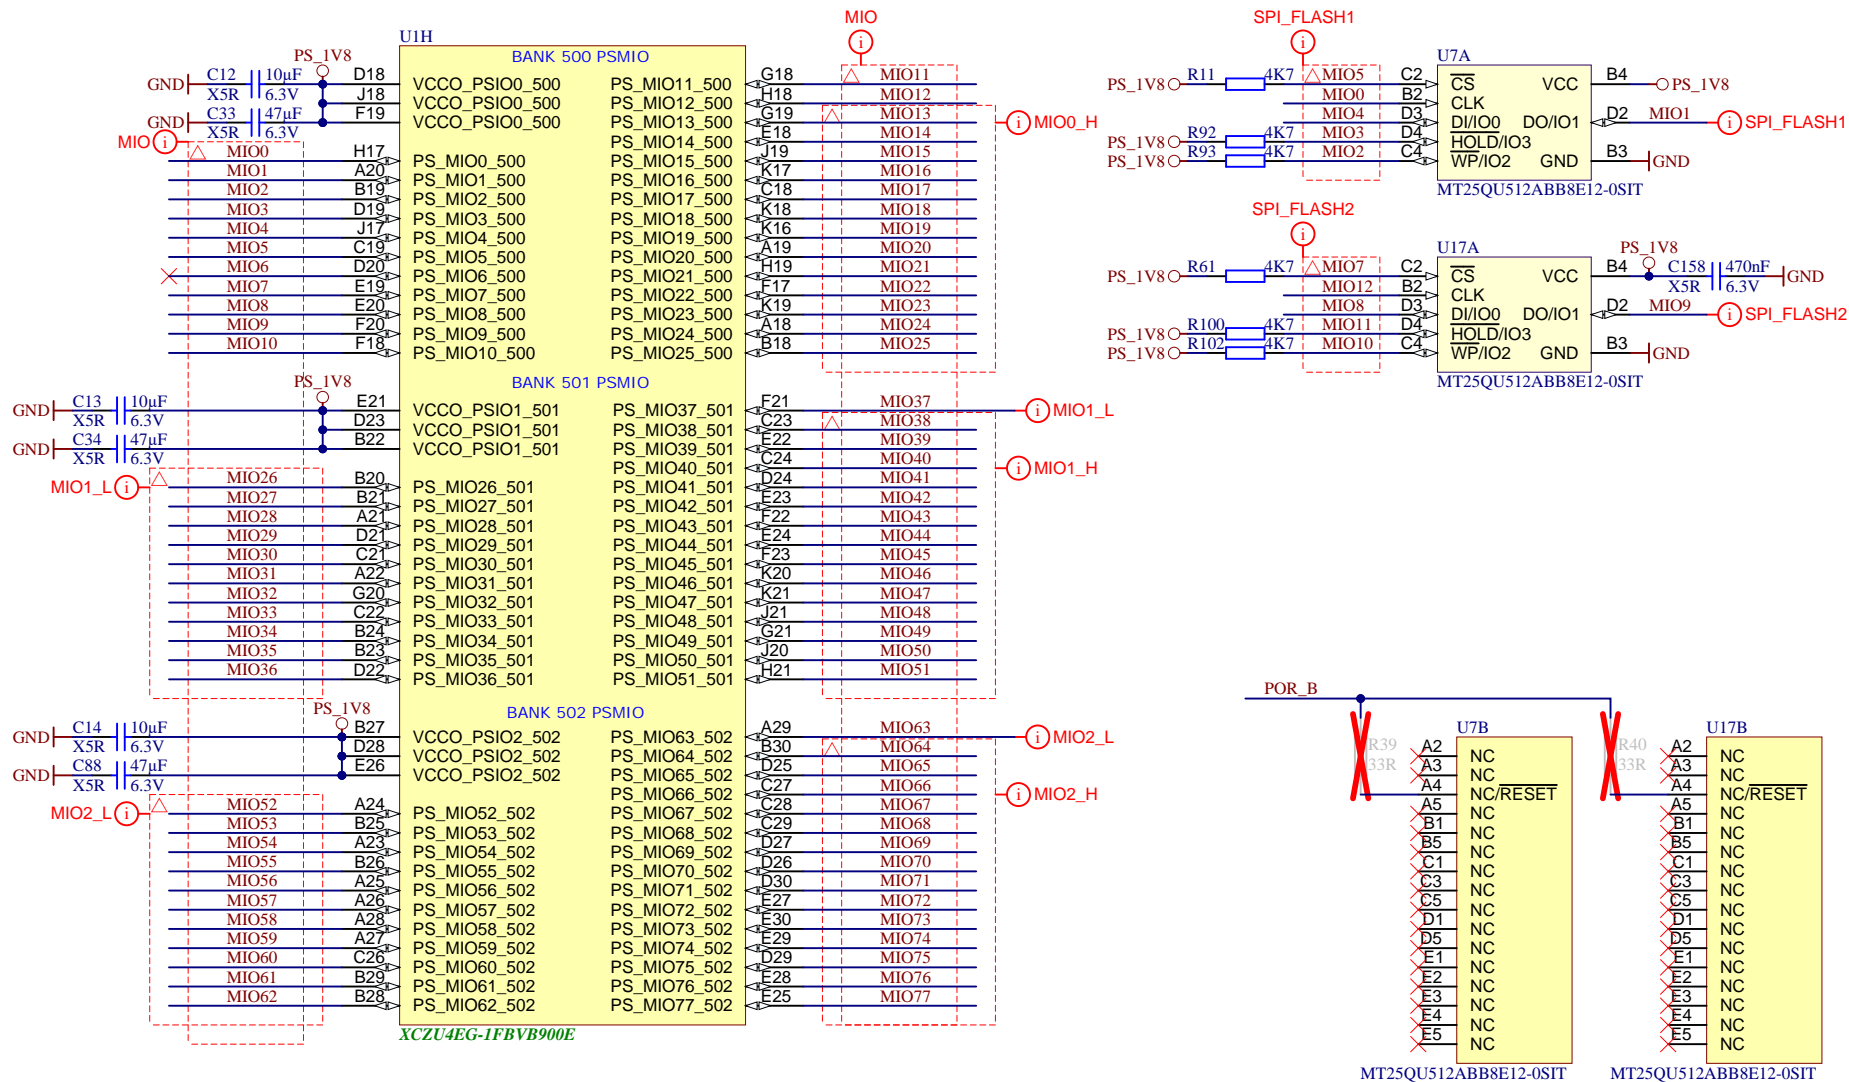 MIO
SPI_FLASH1
U1H
BANK 500 PSMIO
PS_1V8
GND C12 10µF X5R 6.3V
GND C33 47µF X5R 6.3V
D18 VCCO_PSIO0_500
J18 VCCO_PSIO0_500
F19 VCCO_PSIO0_500
MIO
MIO0 H17 PS_MIO0_500
MIO1 A20 PS_MIO1_500
MIO2 B19 PS_MIO2_500
MIO3 D19 PS_MIO3_500
MIO4 J17 PS_MIO4_500
MIO5 C19 PS_MIO5_500
MIO6 D20 PS_MIO6_500
MIO7 E19 PS_MIO7_500
MIO8 E20 PS_MIO8_500
MIO9 F20 PS_MIO9_500
MIO10 F18 PS_MIO10_500
PS_MIO11_500 G18 MIO11
PS_MIO12_500 H18 MIO12
PS_MIO13_500 G19 MIO13
MIO0_H
PS_MIO14_500 E18 MIO14
PS_MIO15_500 J19 MIO15
PS_MIO16_500 K17 MIO16
PS_MIO17_500 C18 MIO17
PS_MIO18_500 K18 MIO18
PS_MIO19_500 K16 MIO19
PS_MIO20_500 A19 MIO20
PS_MIO21_500 H19 MIO21
PS_MIO22_500 F17 MIO22
PS_MIO23_500 K19 MIO23
PS_MIO24_500 A18 MIO24
PS_MIO25_500 B18 MIO25
BANK 501 PSMIO
PS_1V8
GND C13 10µF X5R 6.3V
GND C34 47µF X5R 6.3V
E21 VCCO_PSIO1_501
D23 VCCO_PSIO1_501
B22 VCCO_PSIO1_501
MIO1_L
MIO26 B20 PS_MIO26_501
MIO27 B21 PS_MIO27_501
MIO28 A21 PS_MIO28_501
MIO29 D21 PS_MIO29_501
MIO30 C21 PS_MIO30_501
MIO31 A22 PS_MIO31_501
MIO32 G20 PS_MIO32_501
MIO33 C22 PS_MIO33_501
MIO34 B24 PS_MIO34_501
MIO35 B23 PS_MIO35_501
MIO36 D22 PS_MIO36_501
PS_MIO37_501 F21 MIO37
MIO1_L
PS_MIO38_501 C23 MIO38
PS_MIO39_501 E22 MIO39
PS_MIO40_501 C24 MIO40
MIO1_H
PS_MIO41_501 D24 MIO41
PS_MIO42_501 E23 MIO42
PS_MIO43_501 F22 MIO43
PS_MIO44_501 E24 MIO44
PS_MIO45_501 F23 MIO45
PS_MIO46_501 K20 MIO46
PS_MIO47_501 K21 MIO47
PS_MIO48_501 J21 MIO48
PS_MIO49_501 G21 MIO49
PS_MIO50_501 J20 MIO50
PS_MIO51_501 H21 MIO51
BANK 502 PSMIO
PS_1V8
GND C14 10µF X5R 6.3V
GND C88 47µF X5R 6.3V
B27 VCCO_PSIO2_502
D28 VCCO_PSIO2_502
E26 VCCO_PSIO2_502
MIO2_L
MIO52 A24 PS_MIO52_502
MIO53 B25 PS_MIO53_502
MIO54 A23 PS_MIO54_502
MIO55 B26 PS_MIO55_502
MIO56 A25 PS_MIO56_502
MIO57 A26 PS_MIO57_502
MIO58 A28 PS_MIO58_502
MIO59 A27 PS_MIO59_502
MIO60 C26 PS_MIO60_502
MIO61 B29 PS_MIO61_502
MIO62 B28 PS_MIO62_502
PS_MIO63_502 A29 MIO63
MIO2_L
PS_MIO64_502 B30 MIO64
PS_MIO65_502 D25 MIO65
PS_MIO66_502 C27 MIO66
MIO2_H
PS_MIO67_502 C28 MIO67
PS_MIO68_502 C29 MIO68
PS_MIO69_502 D27 MIO69
PS_MIO70_502 D26 MIO70
PS_MIO71_502 D30 MIO71
PS_MIO72_502 E27 MIO72
PS_MIO73_502 E30 MIO73
PS_MIO74_502 E29 MIO74
PS_MIO75_502 D29 MIO75
PS_MIO76_502 E28 MIO76
PS_MIO77_502 E25 MIO77
XCZU4EG-1FBVB900E
U7A
PS_1V8 R11 4K7 MIO5 C2 CS VCC B4 PS_1V8
MIO0 B2 CLK
MIO4 D3 DI/IO0 DO/IO1 D2 MIO1 SPI_FLASH1
PS_1V8 R92 4K7 MIO3 D4 HOLD/IO3
PS_1V8 R93 4K7 MIO2 C4 WP/IO2 GND B3 GND
MT25QU512ABB8E12-0SIT
SPI_FLASH2
U17A
PS_1V8
PS_1V8 R61 4K7 MIO7 C2 CS VCC B4 C158 470nF X5R 6.3V GND
MIO12 B2 CLK
MIO8 D3 DI/IO0 DO/IO1 D2 MIO9 SPI_FLASH2
PS_1V8 R100 4K7 MIO11 D4 HOLD/IO3
PS_1V8 R102 4K7 MIO10 C4 WP/IO2 GND B3 GND
MT25QU512ABB8E12-0SIT
POR_B
R39
33R
U7B
A2 NC
A3 NC
A4 NC/RESET
A5 NC
B1 NC
B5 NC
C1 NC
C3 NC
C5 NC
D1 NC
D5 NC
E1 NC
E2 NC
E3 NC
E4 NC
E5 NC
MT25QU512ABB8E12-0SIT
R40
33R
U17B
A2 NC
A3 NC
A4 NC/RESET
A5 NC
B1 NC
B5 NC
C1 NC
C3 NC
C5 NC
D1 NC
D5 NC
E1 NC
E2 NC
E3 NC
E4 NC
E5 NC
MT25QU512ABB8E12-0SIT